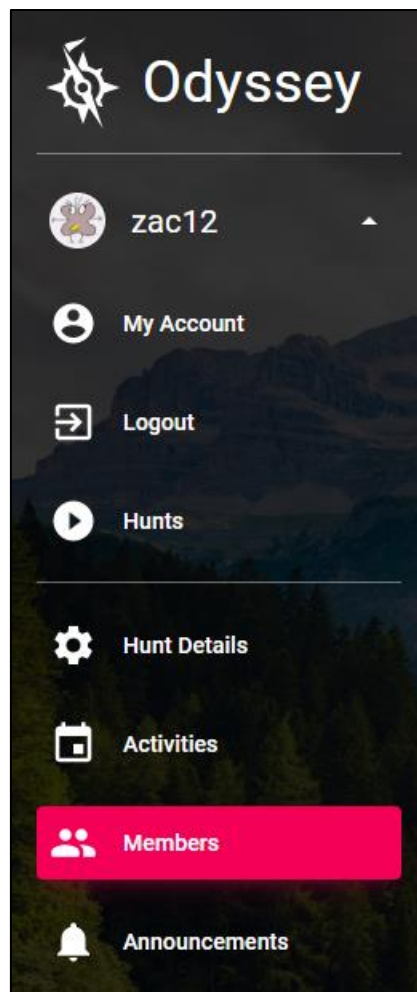 Odyssey
zac12
My Account
Logout
Hunts
Hunt Details
Activities
Members
Announcements